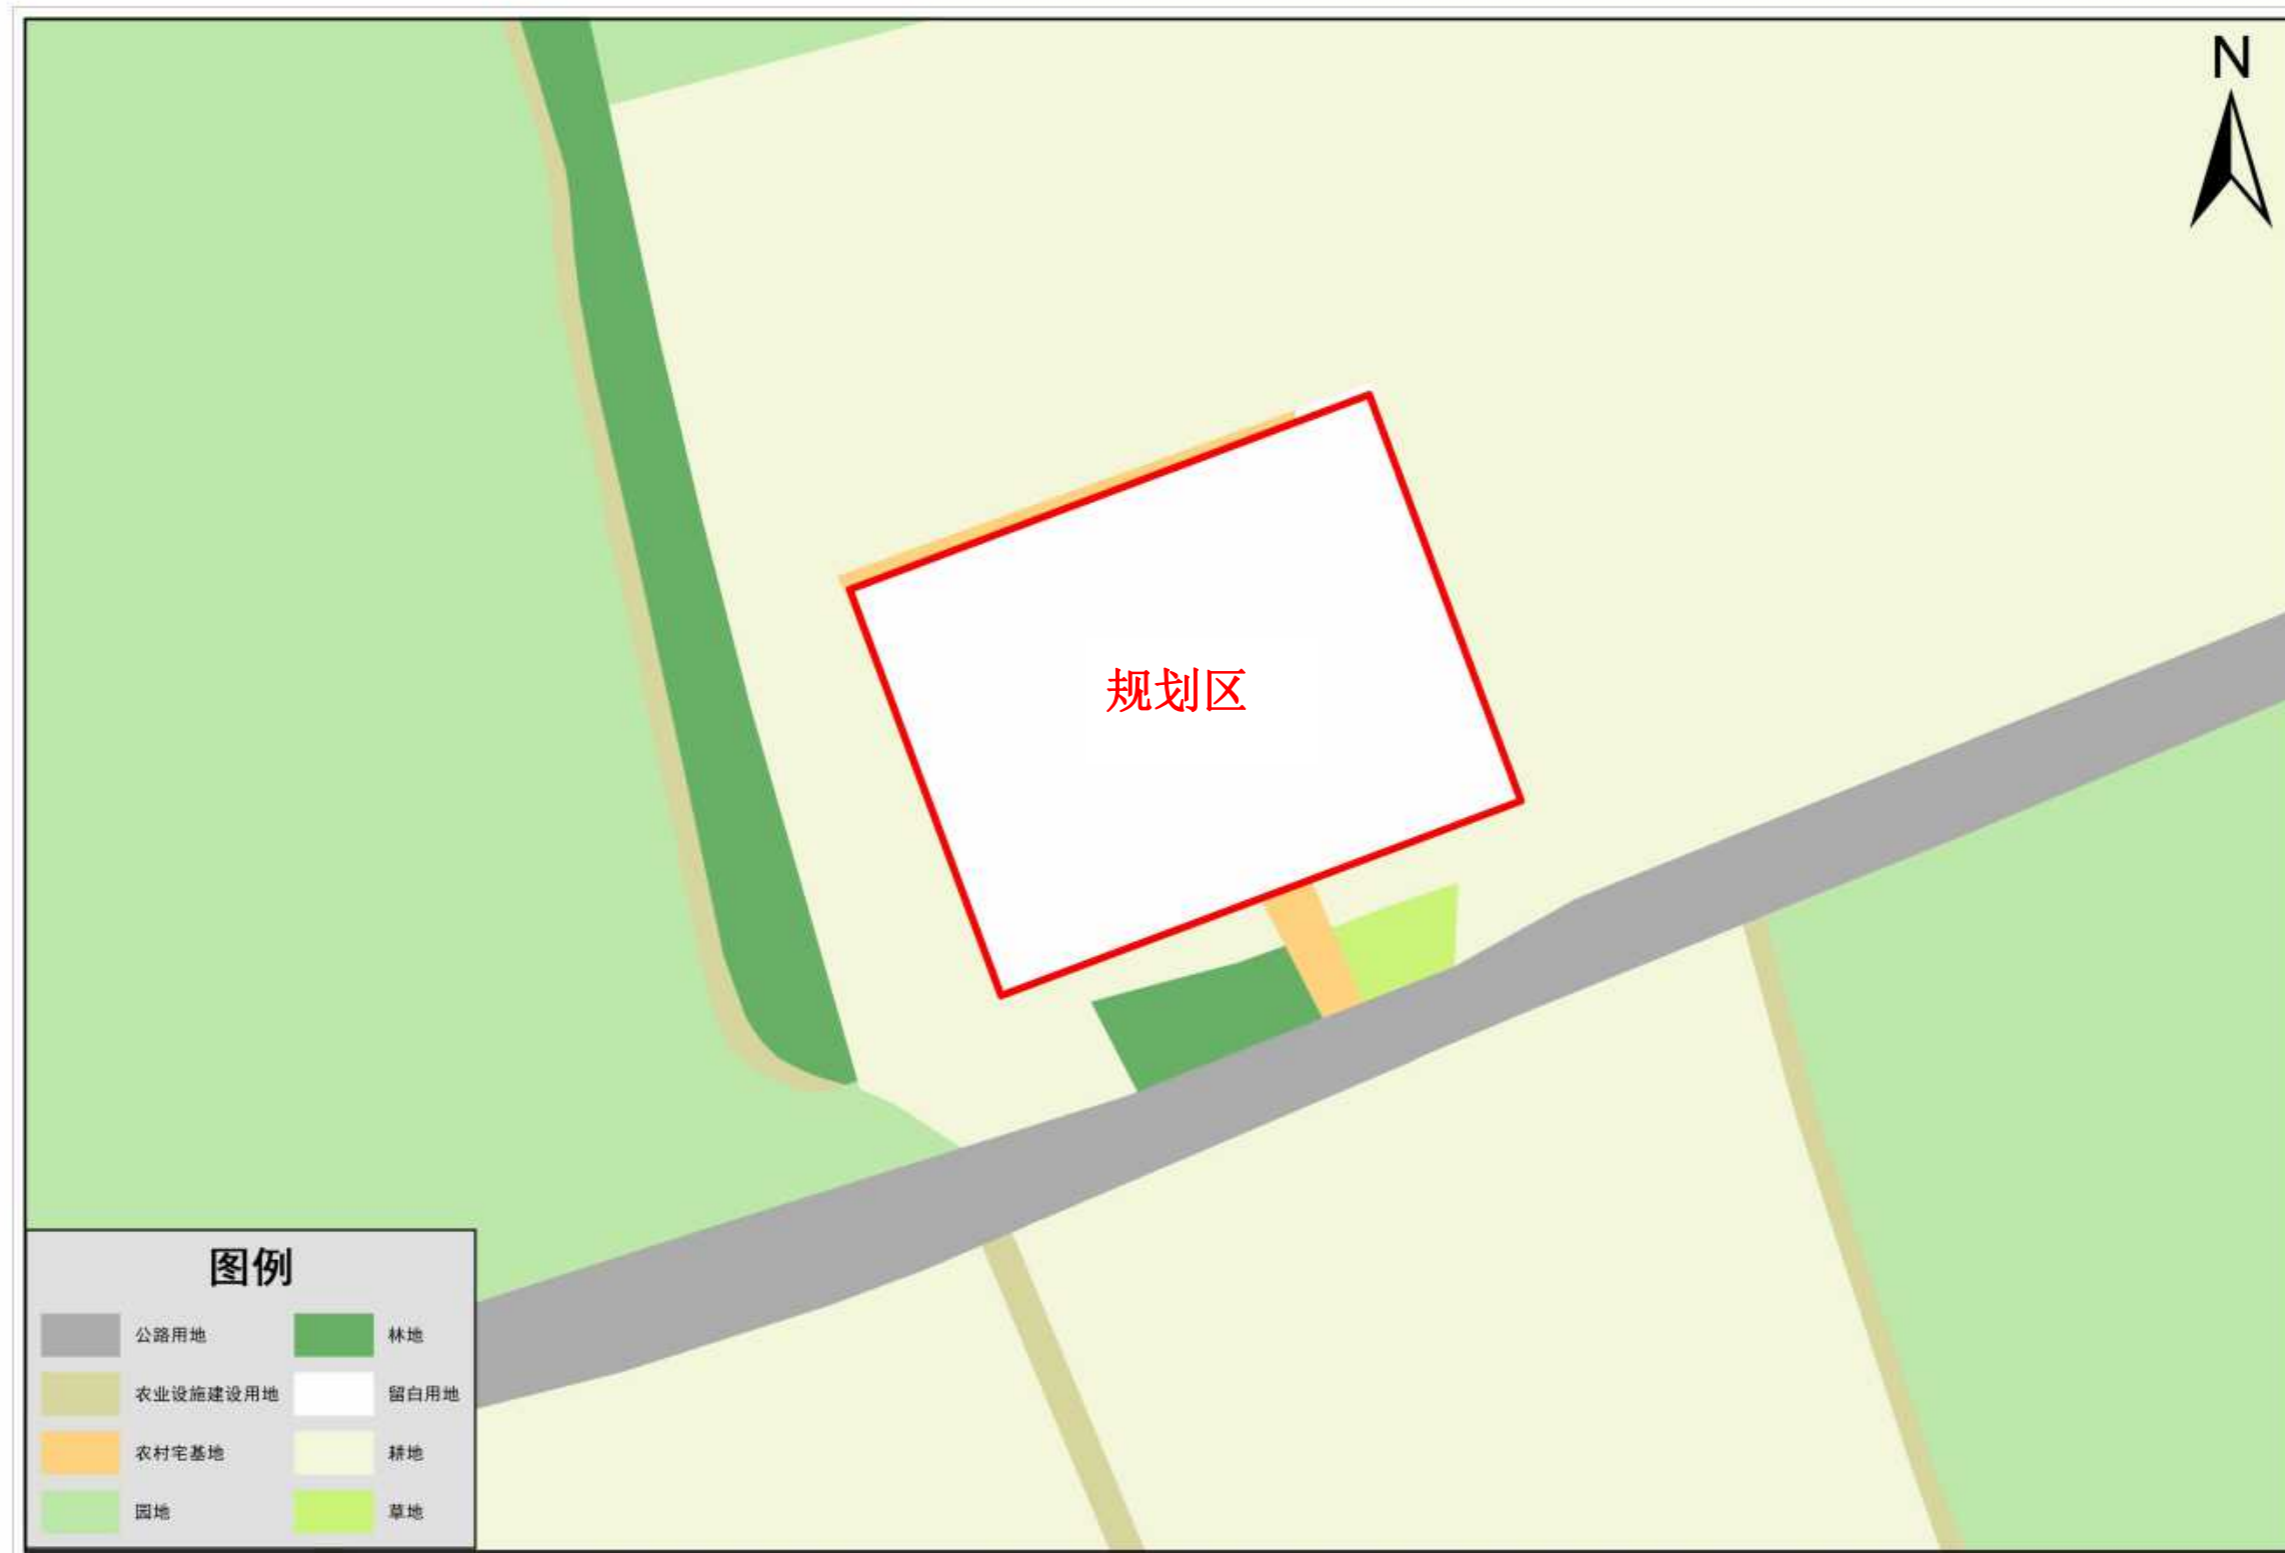 N
规划区
图例
公路用地
林地
农业设施建设用地
留白用地
农村宅基地
耕地
园地
草地